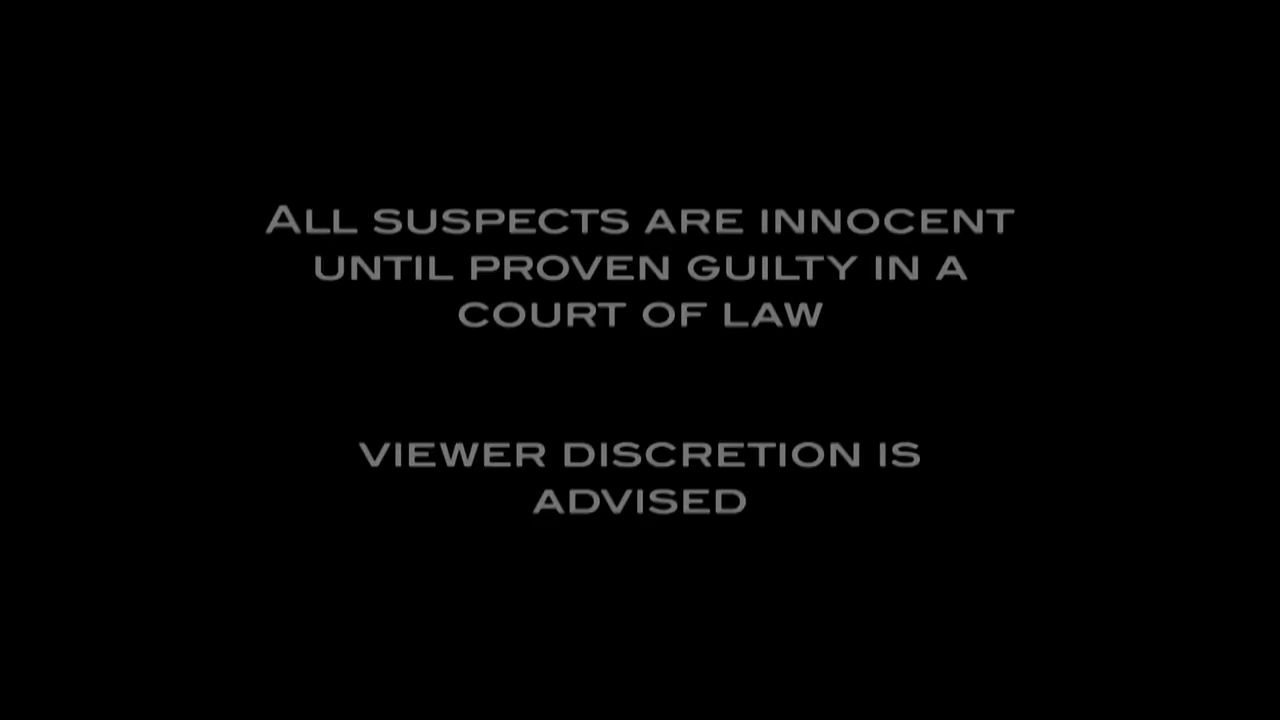 All suspects are innocent
until proven guilty in a
court of law
viewer discretion is
advised